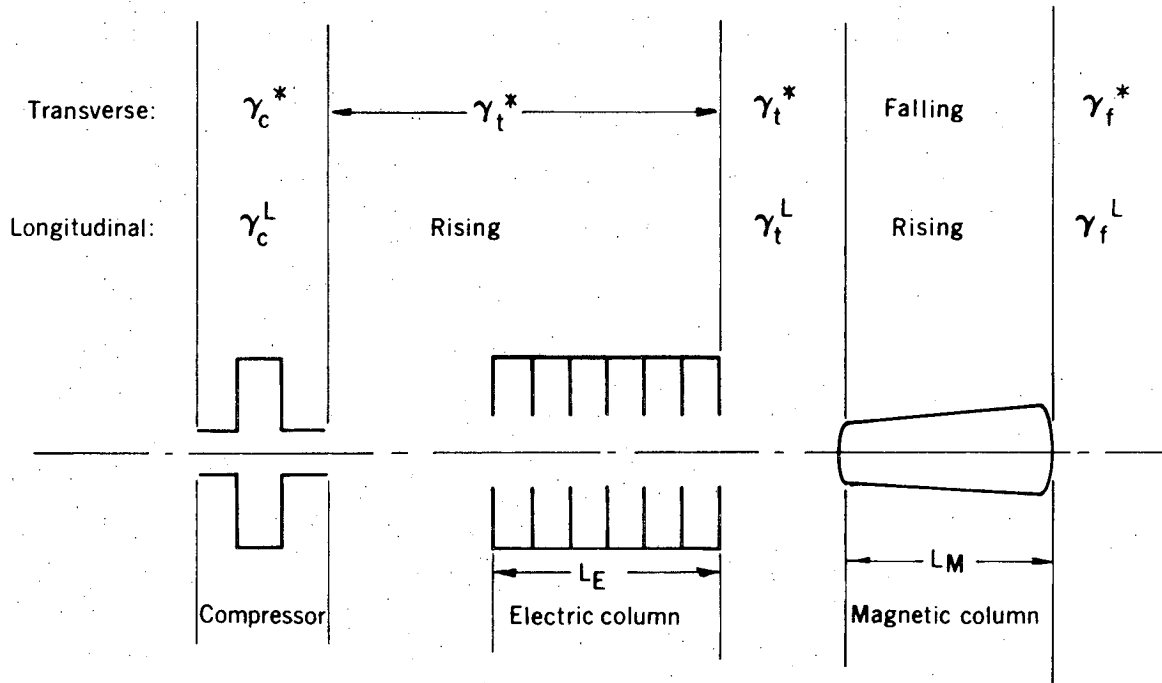 Transverse: γc* γt* γt* Falling γf*
Longitudinal: γcL Rising γtL Rising γfL
LE LM
Compressor Electric column Magnetic column